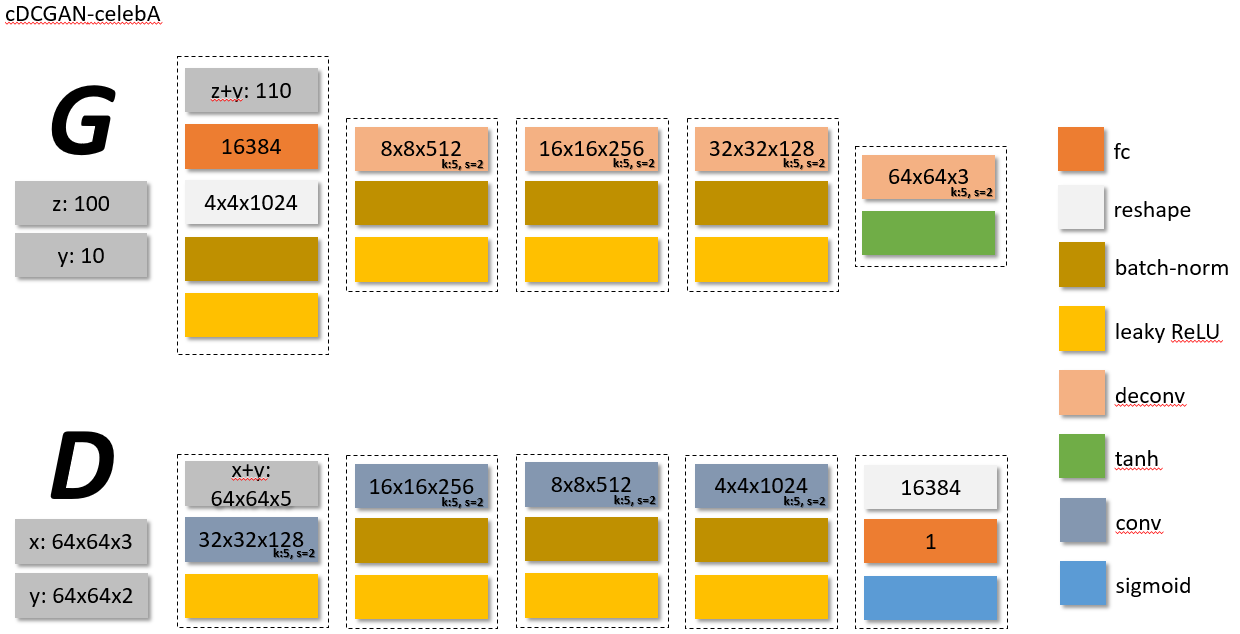 cDCGAN-celebA
G
z: 100
y: 10
z+y: 110
16384
4x4x1024
8x8x512
k:5, s=2
16x16x256
k:5, s=2
32x32x128
k:5, s=2
64x64x3
k:5, s=2
D
x: 64x64x3
y: 64x64x2
x+y:
64x64x5
32x32x128
k:5, s=2
16x16x256
k:5, s=2
8x8x512
k:5, s=2
4x4x1024
k:5, s=2
16384
1
fc
reshape
batch-norm
leaky ReLU
deconv
tanh
conv
sigmoid